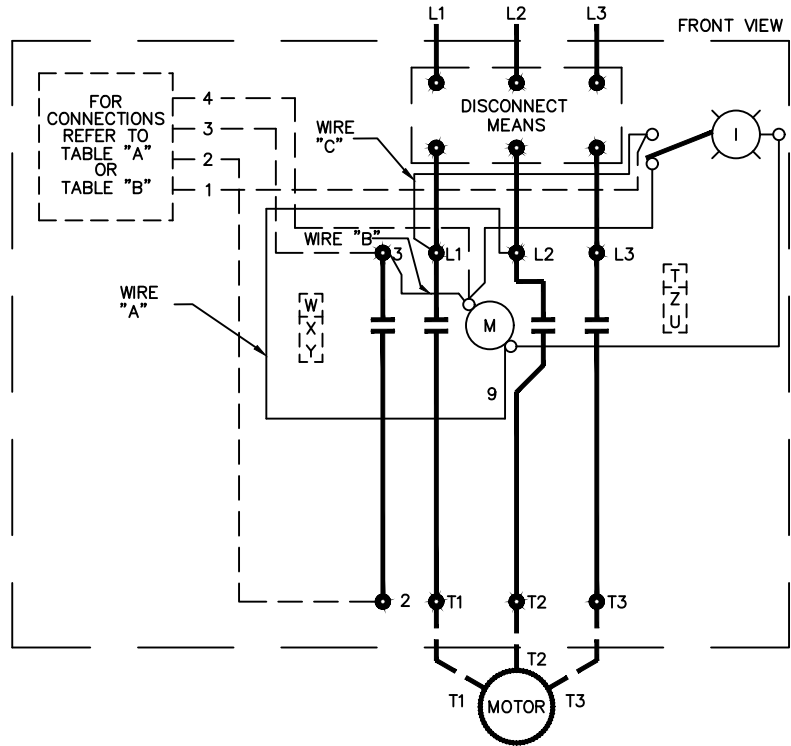 L1 L2 L3
FRONT VIEW
FOR
CONNECTIONS
REFER TO
TABLE "A"
OR
TABLE "B"
4
3
2
1
DISCONNECT
MEANS
WIRE
"C"
I
WIRE "B"
3 L1 L2 L3
WIRE
"A"
W
X
Y
M
T
Z
U
9
2 T1 T2 T3
T2
T1 MOTOR T3